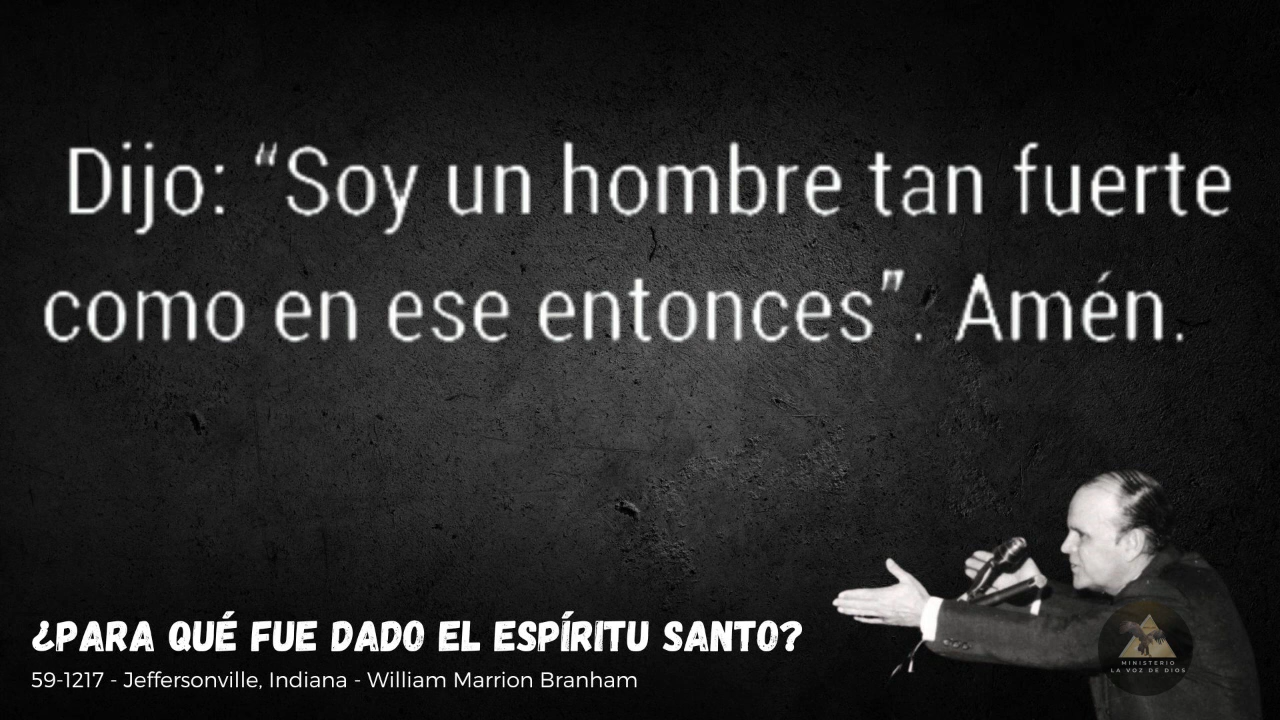 Dijo: “Soy un hombre tan fuerte
como en ese entonces”. Amén.
¿PARA QUÉ FUE DADO EL ESPÍRITU SANTO?
59-1217 - Jeffersonville, Indiana - William Marrion Branham
MINISTERIO
LA VOZ DE DIOS